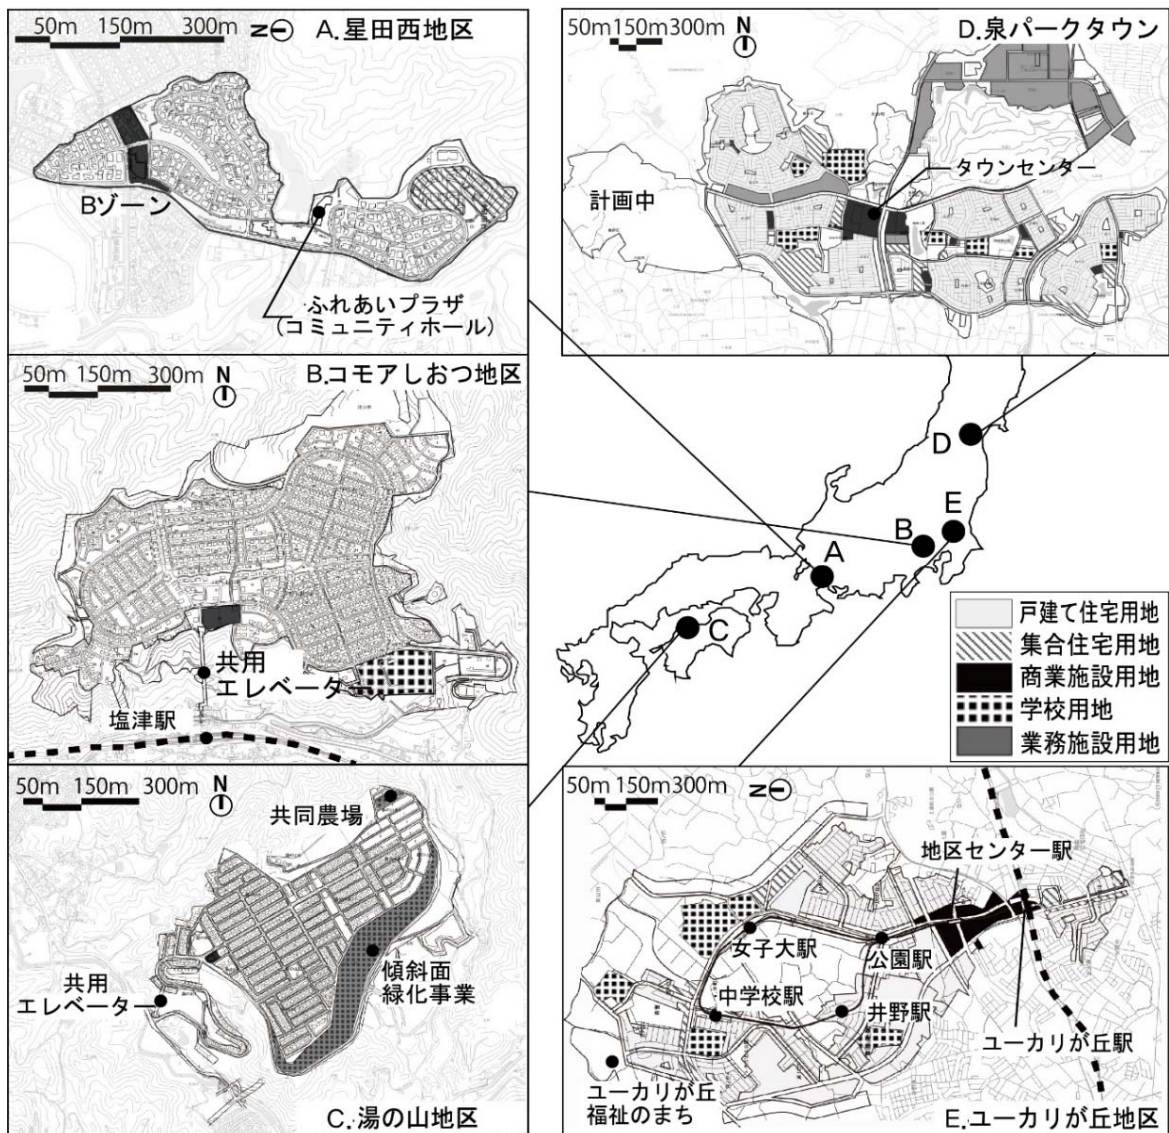 50m 150m 300m
N
A.星田西地区
Bゾーン
ふれあいプラザ
(コミュニティホール)
50m150m300m
N
D.泉パークタウン
タウンセンター
計画中
50m 150m 300m
N
B.コモアしおつ地区
共用
エレベータ
塩津駅
D
E
B
A
C
戸建て住宅用地
集合住宅用地
商業施設用地
学校用地
業務施設用地
50m 150m 300m
N
共同農場
共用
エレベーター
傾斜面
緑化事業
C.湯の山地区
50m 150m300m
N
地区センター駅
女子大駅
公園駅
中学校駅
井野駅
ユーカリが丘駅
ユーカリが丘
福祉のまち
E.ユーカリが丘地区